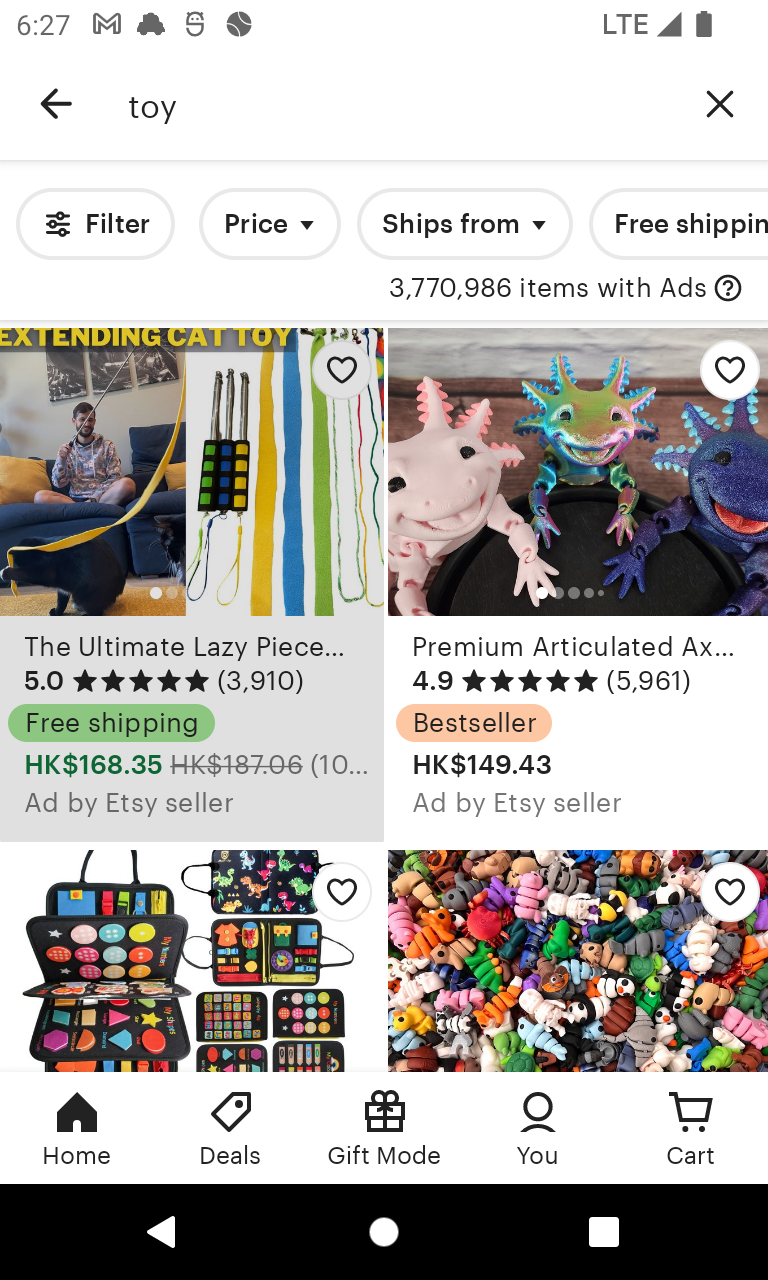 6:27
LTE
toy
Filter
Price
Ships from
Free shippin
3,770,986 items with Ads
EXTENDING CAT TOY
The Ultimate Lazy Piece...
5.0 ★★★★★ (3,910)
Free shipping
HK$168.35 HK$187.06 (10...
Ad by Etsy seller
Premium Articulated Ax...
4.9 ★★★★★ (5,961)
Bestseller
HK$149.43
Ad by Etsy seller
Home
Deals
Gift Mode
You
Cart